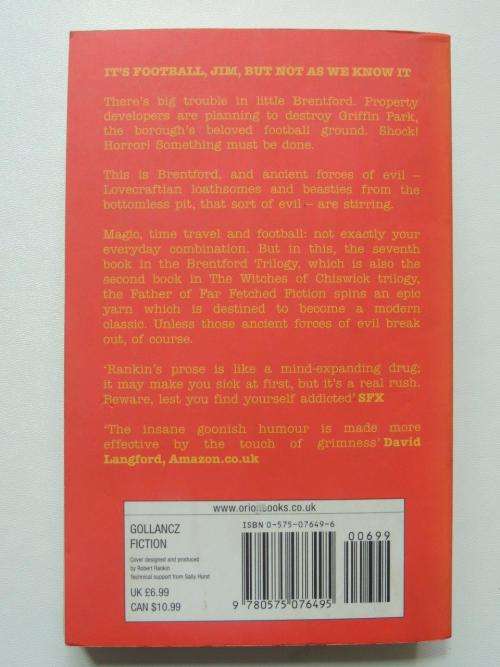 IT'S FOOTBALL, JIM, BUT NOT AS WE KNOW IT
There's big trouble in little Brentford. Property
developers are planning to destroy Griffin Park,
the borough's beloved football ground. Shock!
Horror! Something must be done.
This is Brentford, and ancient forces of evil –
Lovecraftian loathsomes and beasties from the
bottomless pit, that sort of evil – are stirring.
Magic, time travel and football: not exactly your
everyday combination. But in this, the seventh
book in the Brentford Trilogy, which is also the
second book in The Witches of Chiswick trilogy,
the Father of Far Fetched Fiction spins an epic
yarn which is destined to become a modern
classic. Unless those ancient forces of evil break
out, of course.
'Rankin's prose is like a mind-expanding drug;
it may make you sick at first, but it's a real rush.
Beware, lest you find yourself addicted' SFX
'The insane goonish humour is made more
effective by the touch of grimness' David
Langford, Amazon.co.uk
www.orionbooks.co.uk
GOLLANCZ
FICTION
Cover designed and produced
by Robert Rankin
Technical support from Sally Hurst
UK £6.99
CAN $10.99
ISBN 0-575-07649-6
00699
9 780575 076495